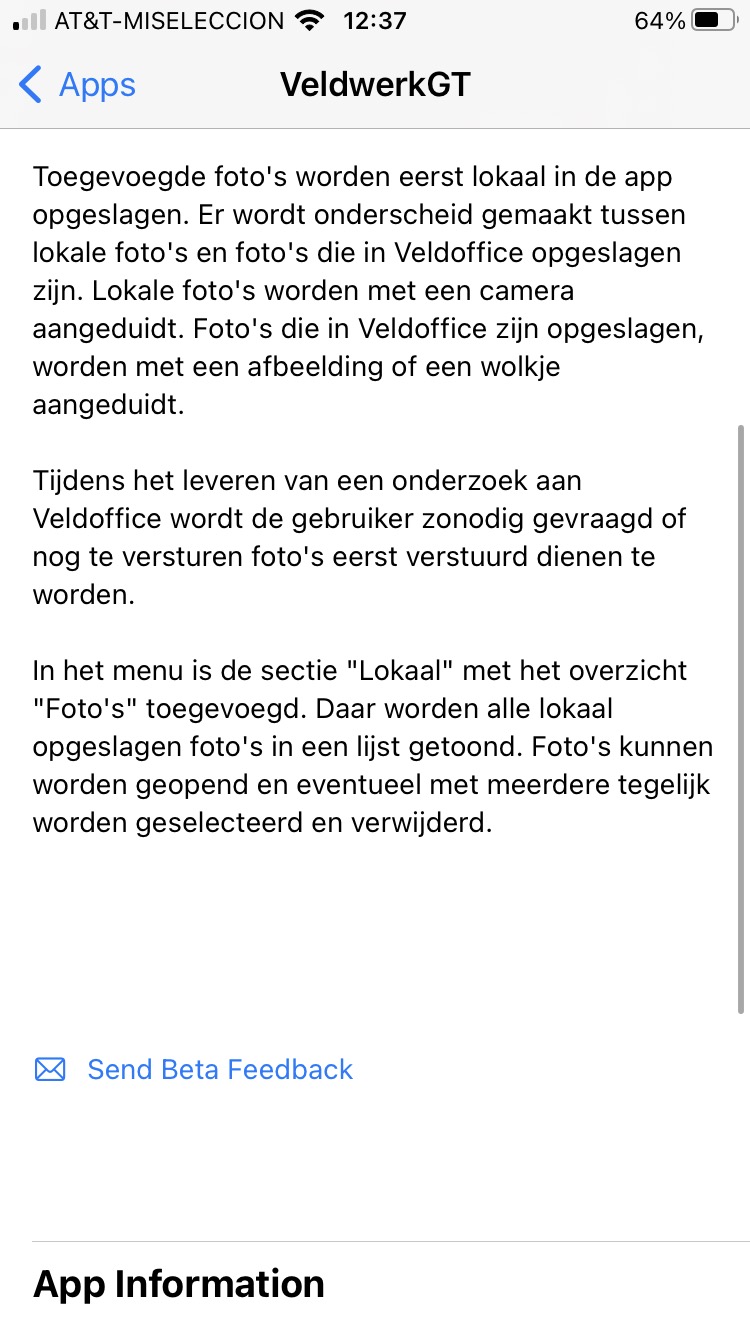 AT&T-MISELECCION 12:37 64%
Apps VeldwerkGT
Toegevoegde foto's worden eerst lokaal in de app
opgeslagen. Er wordt onderscheid gemaakt tussen
lokale foto's en foto's die in Veldoffice opgeslagen
zijn. Lokale foto's worden met een camera
aangeduidt. Foto's die in Veldoffice zijn opgeslagen,
worden met een afbeelding of een wolkje
aangeduidt.
Tijdens het leveren van een onderzoek aan
Veldoffice wordt de gebruiker zonodig gevraagd of
nog te versturen foto's eerst verstuurd dienen te
worden.
In het menu is de sectie "Lokaal" met het overzicht
"Foto's" toegevoegd. Daar worden alle lokaal
opgeslagen foto's in een lijst getoond. Foto's kunnen
worden geopend en eventueel met meerdere tegelijk
worden geselecteerd en verwijderd.
Send Beta Feedback
App Information